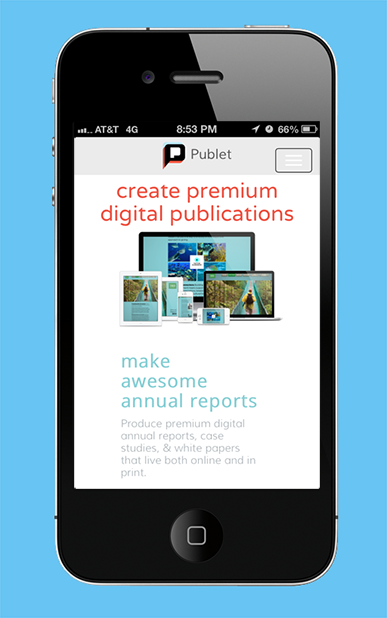 AT&T 4G 8:53 PM 66%
Publet
create premium
digital publications
make
awesome
annual reports
Produce premium digital
annual reports, case
studies, & white papers
that live both online and in
print.